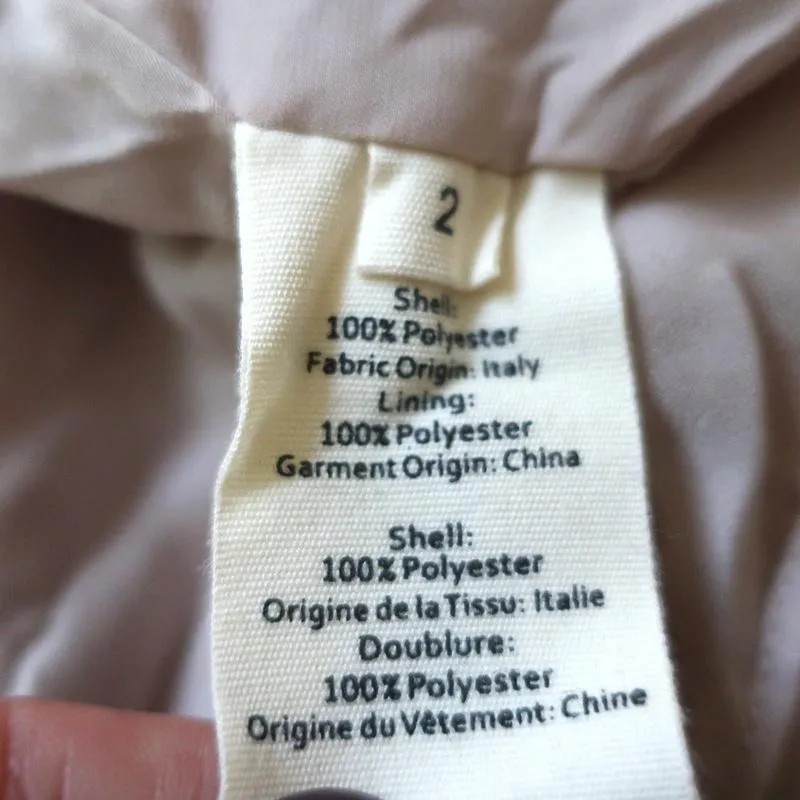 2
Shell:
100% Polyester
Fabric Origin: Italy
Lining:
100% Polyester
Garment Origin: China
Shell:
100% Polyester
Origine de la Tissu: Italie
Doublure:
100% Polyester
Origine du Vêtement: Chine